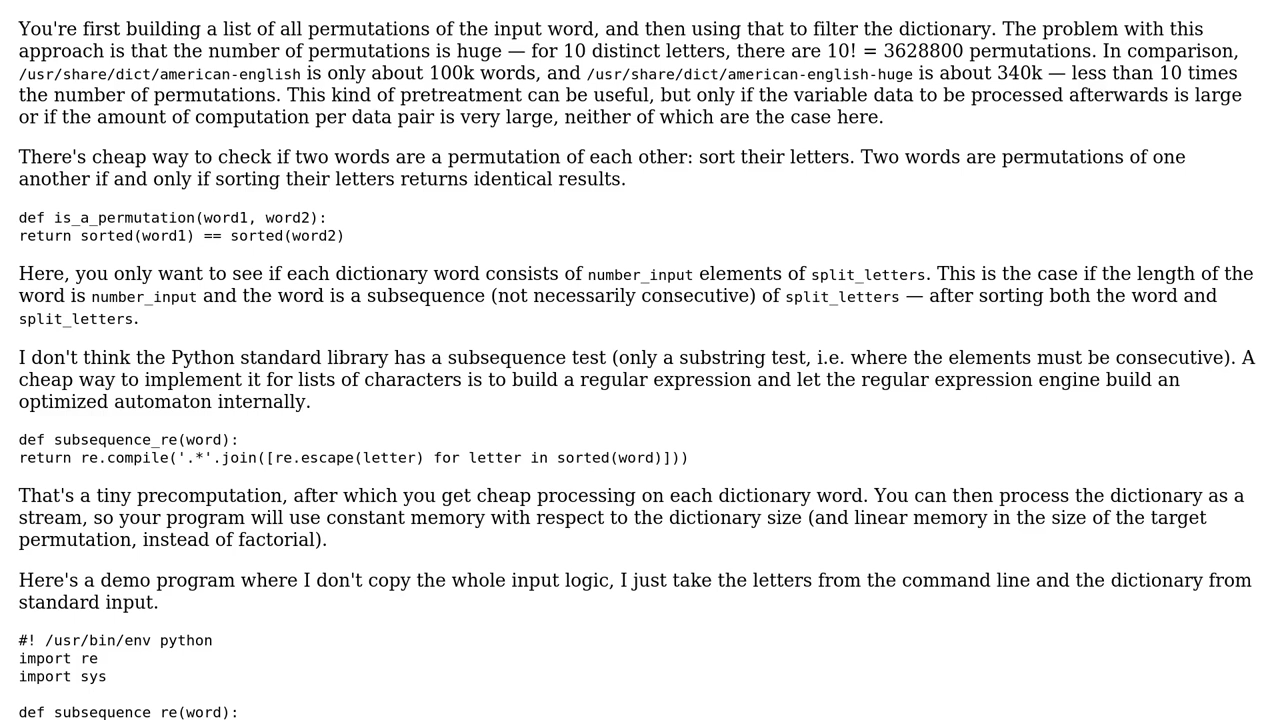 You're first building a list of all permutations of the input word, and then using that to filter the dictionary. The problem with this
approach is that the number of permutations is huge — for 10 distinct letters, there are 10! = 3628800 permutations. In comparison,
/usr/share/dict/american-english is only about 100k words, and /usr/share/dict/american-english-huge is about 340k — less than 10 times
the number of permutations. This kind of pretreatment can be useful, but only if the variable data to be processed afterwards is large
or if the amount of computation per data pair is very large, neither of which are the case here.
There's cheap way to check if two words are a permutation of each other: sort their letters. Two words are permutations of one
another if and only if sorting their letters returns identical results.
def is_a_permutation(word1, word2):
return sorted(word1) == sorted(word2)
Here, you only want to see if each dictionary word consists of number_input elements of split_letters. This is the case if the length of the
word is number_input and the word is a subsequence (not necessarily consecutive) of split_letters — after sorting both the word and
split_letters.
I don't think the Python standard library has a subsequence test (only a substring test, i.e. where the elements must be consecutive). A
cheap way to implement it for lists of characters is to build a regular expression and let the regular expression engine build an
optimized automaton internally.
def subsequence_re(word):
return re.compile('.*'.join([re.escape(letter) for letter in sorted(word)]))
That's a tiny precomputation, after which you get cheap processing on each dictionary word. You can then process the dictionary as a
stream, so your program will use constant memory with respect to the dictionary size (and linear memory in the size of the target
permutation, instead of factorial).
Here's a demo program where I don't copy the whole input logic, I just take the letters from the command line and the dictionary from
standard input.
#! /usr/bin/env python
import re
import sys
def subsequence_re(word):